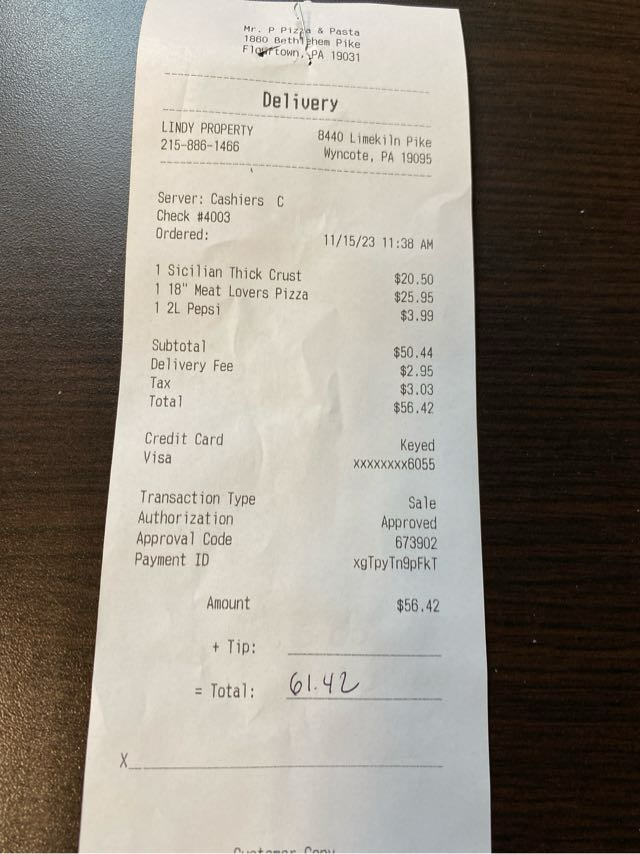 Mr. P Pizza & Pasta
1860 Bethlehem Pike
Flourtown, PA 19031
Delivery
LINDY PROPERTY 8440 Limekiln Pike
215-886-1466 Wyncote, PA 19095
Server: Cashiers C
Check #4003
Ordered: 11/15/23 11:38 AM
1 Sicilian Thick Crust $20.50
1 18" Meat Lovers Pizza $25.95
1 2L Pepsi $3.99
Subtotal $50.44
Delivery Fee $2.95
Tax $3.03
Total $56.42
Credit Card Keyed
Visa xxxxxxxx6055
Transaction Type Sale
Authorization Approved
Approval Code 673902
Payment ID xgTpyTn9pFkT
Amount $56.42
+ Tip:
= Total: 61.42
X
Customer Copy